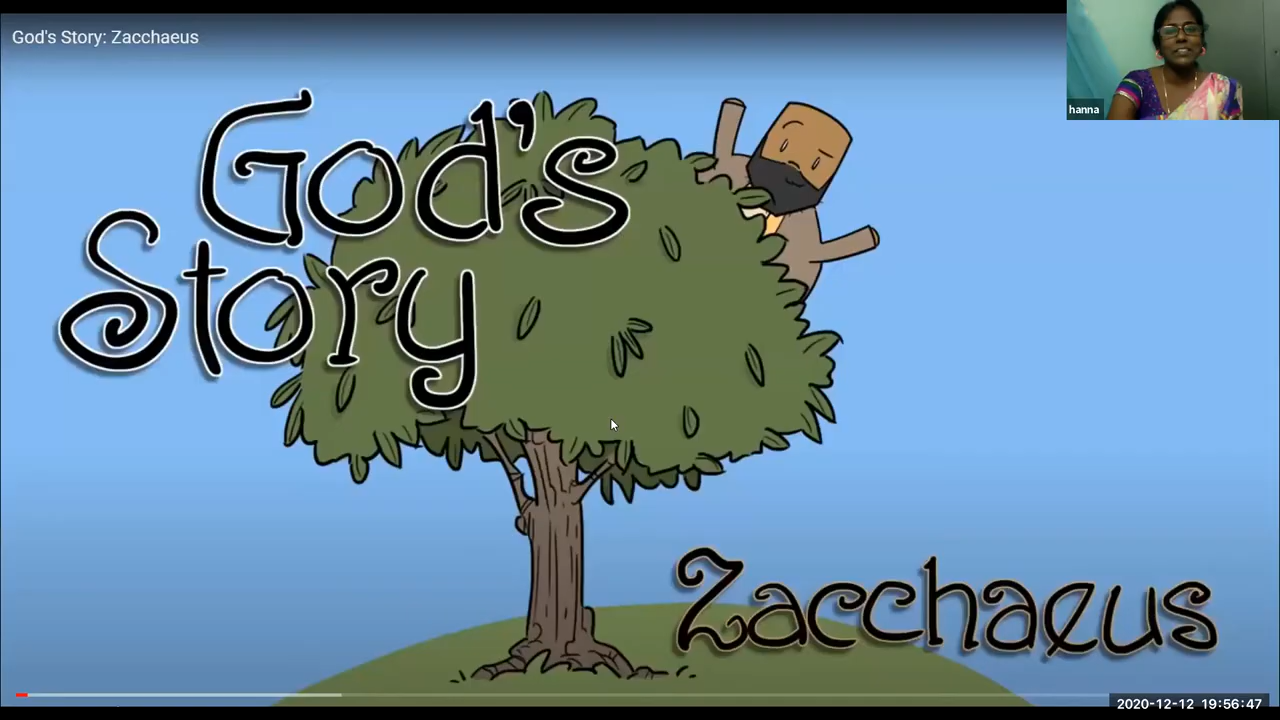 God's Story: Zacchaeus
hanna
God's
Story
Zacchaeus
2020-12-12 19:56:47